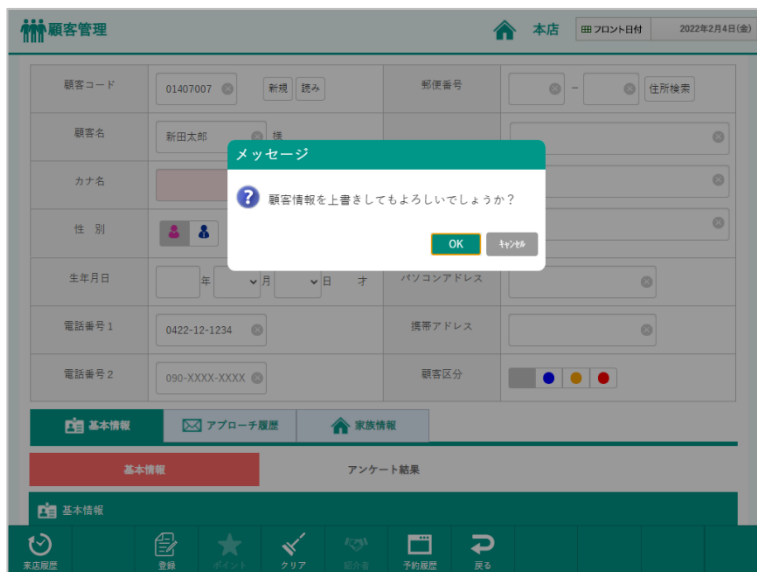 顧客管理
本店
フロント日付
2022年2月4日(金)
顧客コード
01407007
新規
読み
郵便番号
-
住所検索
顧客名
新田太郎
様
カナ名
性 別
メッセージ
顧客情報を上書きしてもよろしいでしょうか?
OK
キャンセル
生年月日
年
月
日
才
パソコンアドレス
電話番号1
0422-12-1234
携帯アドレス
電話番号2
090-XXXX-XXXX
顧客区分
基本情報
アプローチ履歴
家族情報
基本情報
アンケート結果
基本情報
来店履歴
登録
ポイント
クリア
紹介者
予約履歴
戻る